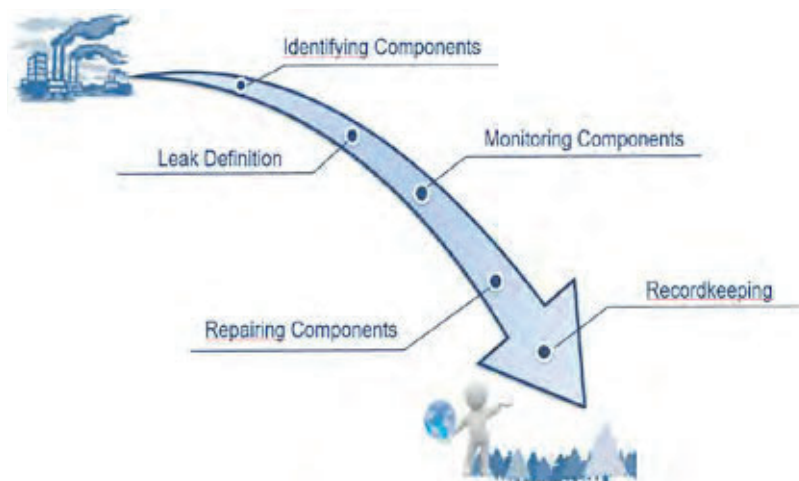 Identifying Components
Leak Definition
Monitoring Components
Repairing Components
Recordkeeping